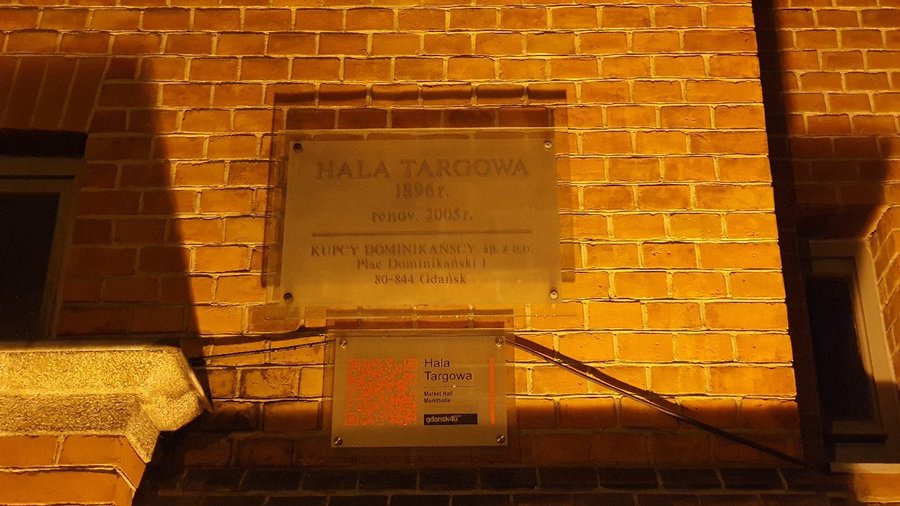 HALA TARGOWA
1896r.
renov. 2005r.
KUPCY DOMINIKAŃSCY sp. z o.o.
Plac Dominikański 1
80-844 Gdańsk
Hala
Targowa
Market Hall
Markthalle
gdańsk4u